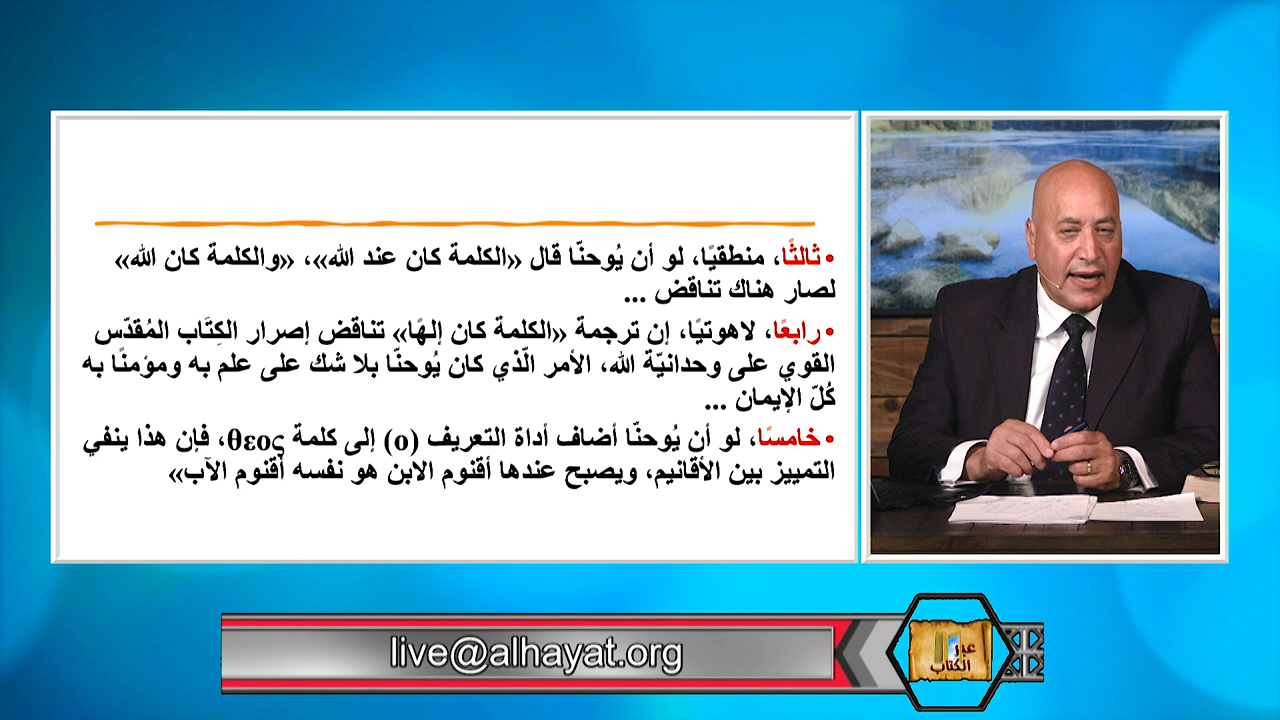 • ثالثًا، منطقيًا، لو أن يُوحنّا قال «الكلمة كان عند الله»، «والكلمة كان الله»
لصار هناك تناقض ...
• رابعًا، لاهوتيًا، إن ترجمة «الكلمة كان إلهًا» تناقض إصرار الكِتَاب المُقدّس
القوي على وحدانيّة الله، الأمر الّذي كان يُوحنّا بلا شك على علم به ومؤمنًا به
كُلّ الإيمان ...
• خامسًا، لو أن يُوحنّا أضاف أداة التعريف (ο) إلى كلمة θεος، فإن هذا ينفي
التمييز بين الأقانيم، ويصبح عندها أقنوم الابن هو نفسه أقنوم الآب»
live@alhayat.org
عبر
الكتاب